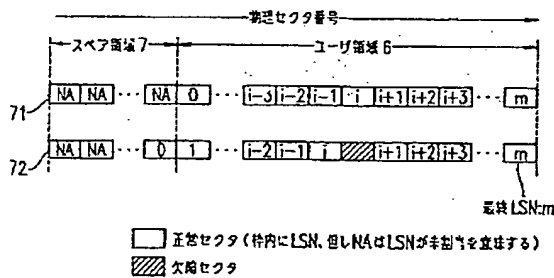 物理セクタ番号
スペア領域7 ユーザ領域6
71 NA NA ... NA 0 ... i-3 i-2 i-1 i i+1 i+2 i+3 ... m
72 NA NA ... 0 1 ... i-2 i-1 i i+1 i+2 i+3 ... m
最終LSN:m
正常セクタ(枠内にLSN、但しNAはLSNが未割当を意味する)
欠陥セクタ